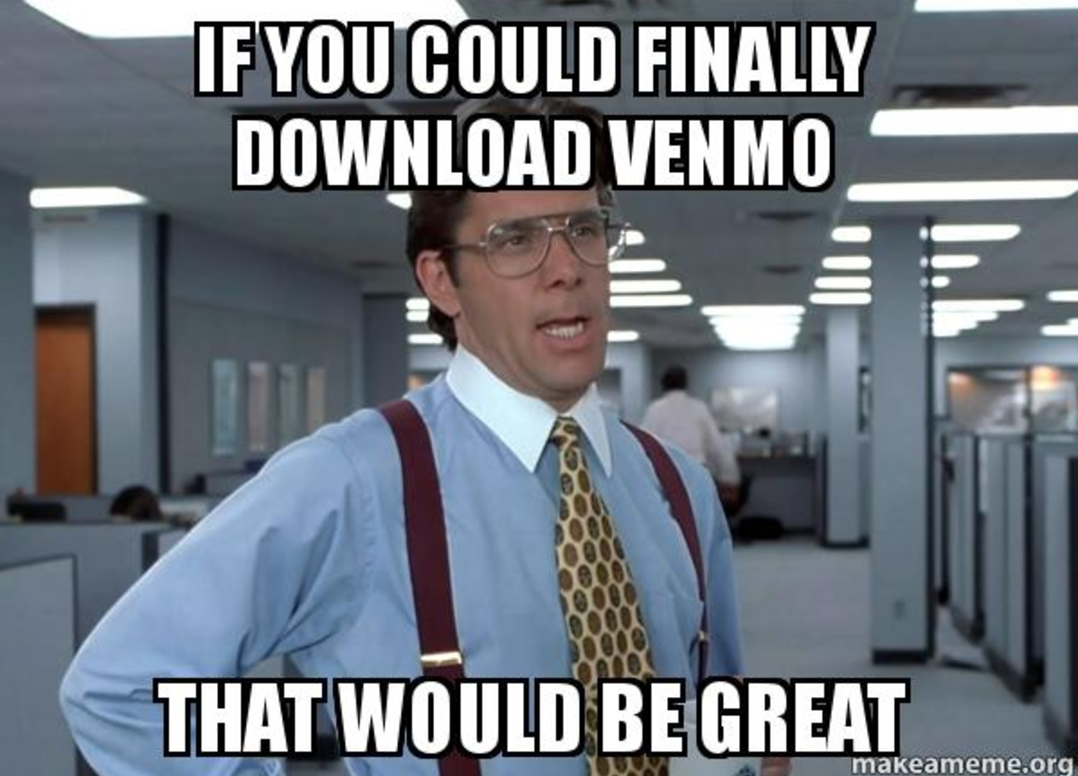 IF YOU COULD FINALLY
DOWNLOAD VENMO
THAT WOULD BE GREAT
makeameme.org